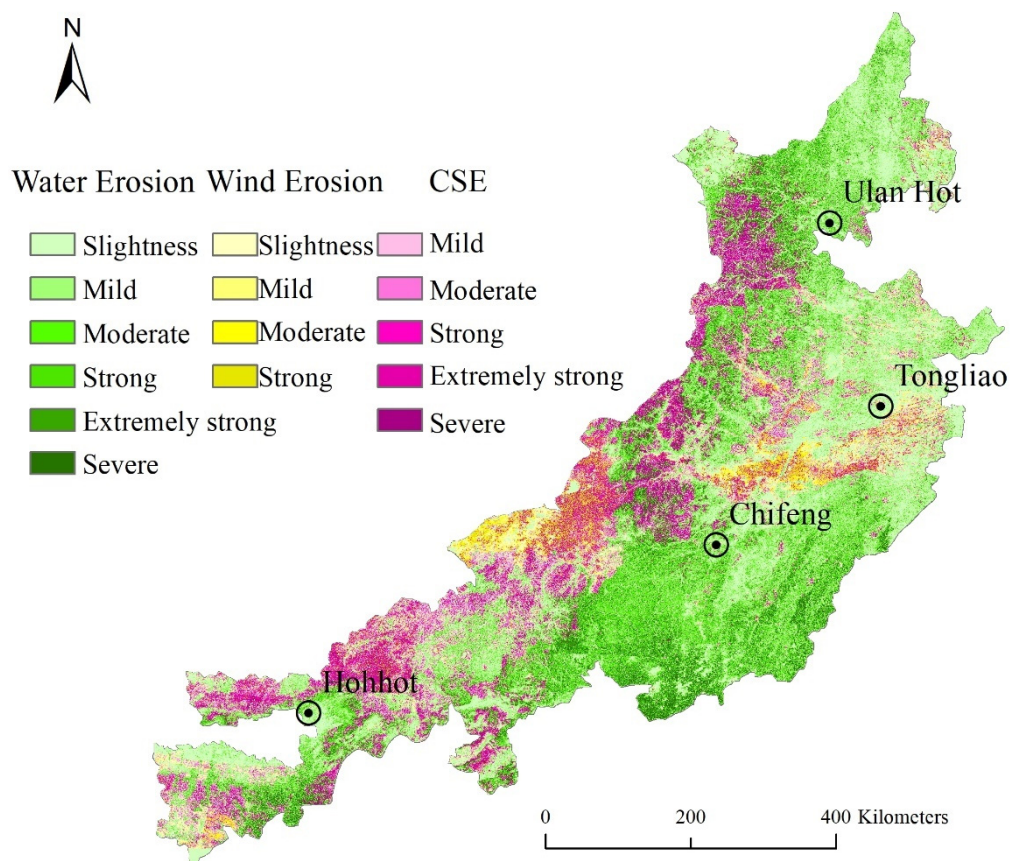 N
Water Erosion Wind Erosion CSE
Slightness Slightness Mild
Mild Mild Moderate
Moderate Moderate Strong
Strong Strong Extremely strong
Extremely strong Severe
Severe
Ulan Hot
Tongliao
Chifeng
Hohhot
0 200 400 Kilometers